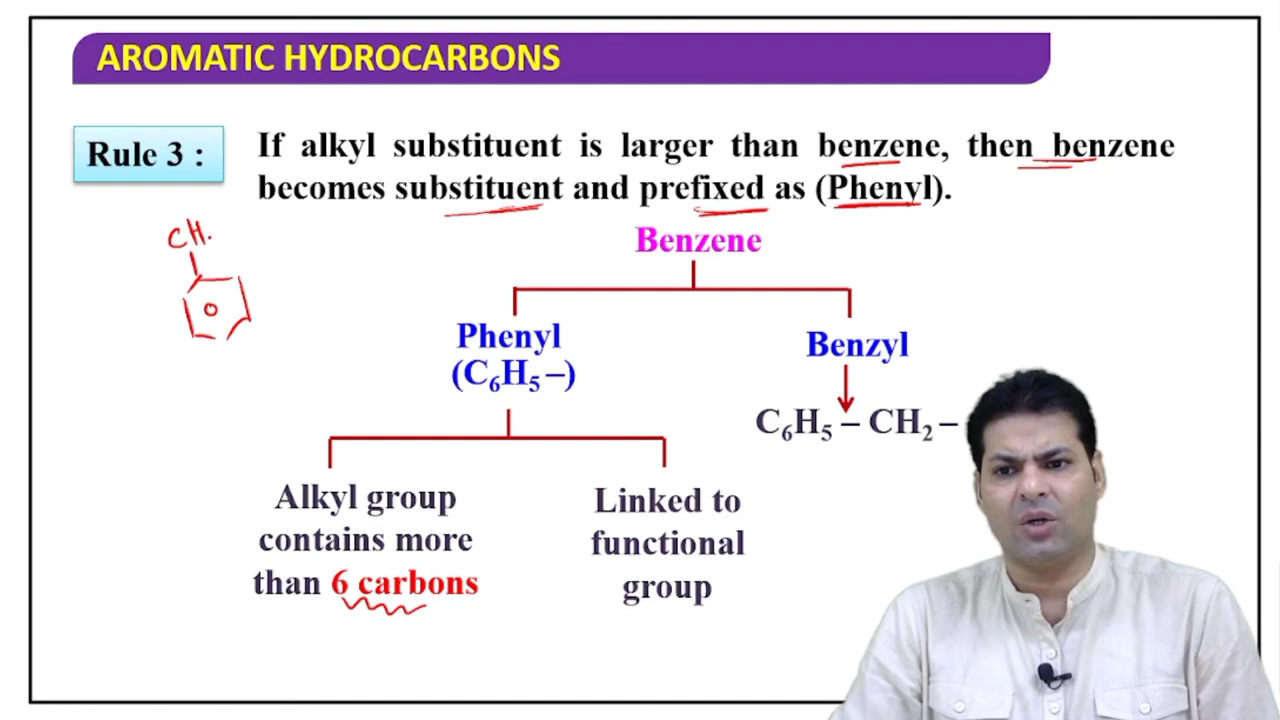 AROMATIC HYDROCARBONS
Rule 3 :
If alkyl substituent is larger than benzene, then benzene
becomes substituent and prefixed as (Phenyl).
CH.
Benzene
Phenyl
(C₆H₅ –)
Benzyl
C₆H₅ – CH₂ –
Alkyl group
contains more
than 6 carbons
Linked to
functional
group